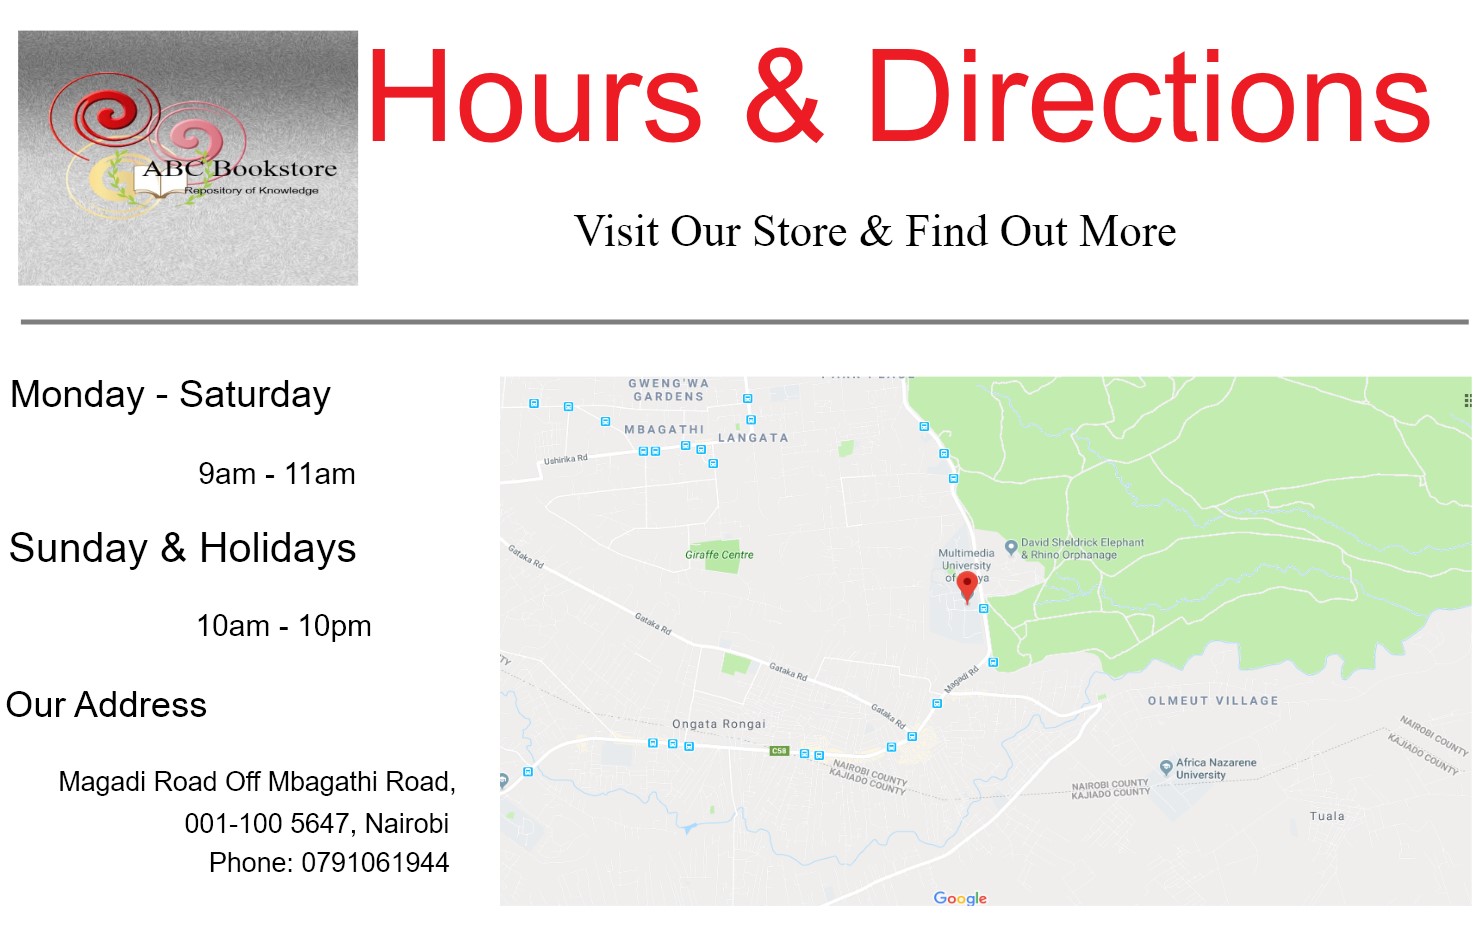 Hours & Directions
ABC Bookstore
Repository of Knowledge
Visit Our Store & Find Out More
Monday - Saturday
9am - 11am
Sunday & Holidays
10am - 10pm
Our Address
Magadi Road Off Mbagathi Road,
001-100 5647, Nairobi
Phone: 0791061944
GWENG'WA
GARDENS
MBAGATHI
LANGATA
Ushirika Rd
Gataka Rd
Giraffe Centre
Multimedia
University
of
David Sheldrick Elephant
& Rhino Orphanage
Gataka Rd
Gataka Rd
Magadi Rd
Gataka Rd
Ongata Rongai
C58
OLMEUT VILLAGE
NAIROBI COUNTY
KAJIADO COUNTY
NAIROBI COUNTY
KAJIADO COUNTY
NAIROBI COUNTY
KAJIADO COUNTY
Africa Nazarene
University
Tuala
Google